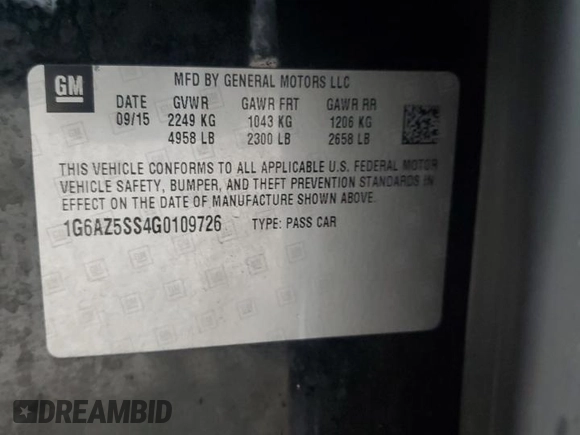 GM
MFD BY GENERAL MOTORS LLC
DATE GVWR GAWR FRT GAWR RR
09/15 2249 KG 1043 KG 1206 KG
4958 LB 2300 LB 2658 LB
THIS VEHICLE CONFORMS TO ALL APPLICABLE U.S. FEDERAL MOTOR
VEHICLE SAFETY, BUMPER, AND THEFT PREVENTION STANDARDS IN
EFFECT ON THE DATE OF MANUFACTURE SHOWN ABOVE.
1G6AZ5SS4G0109726 TYPE: PASS CAR
DREAMBID